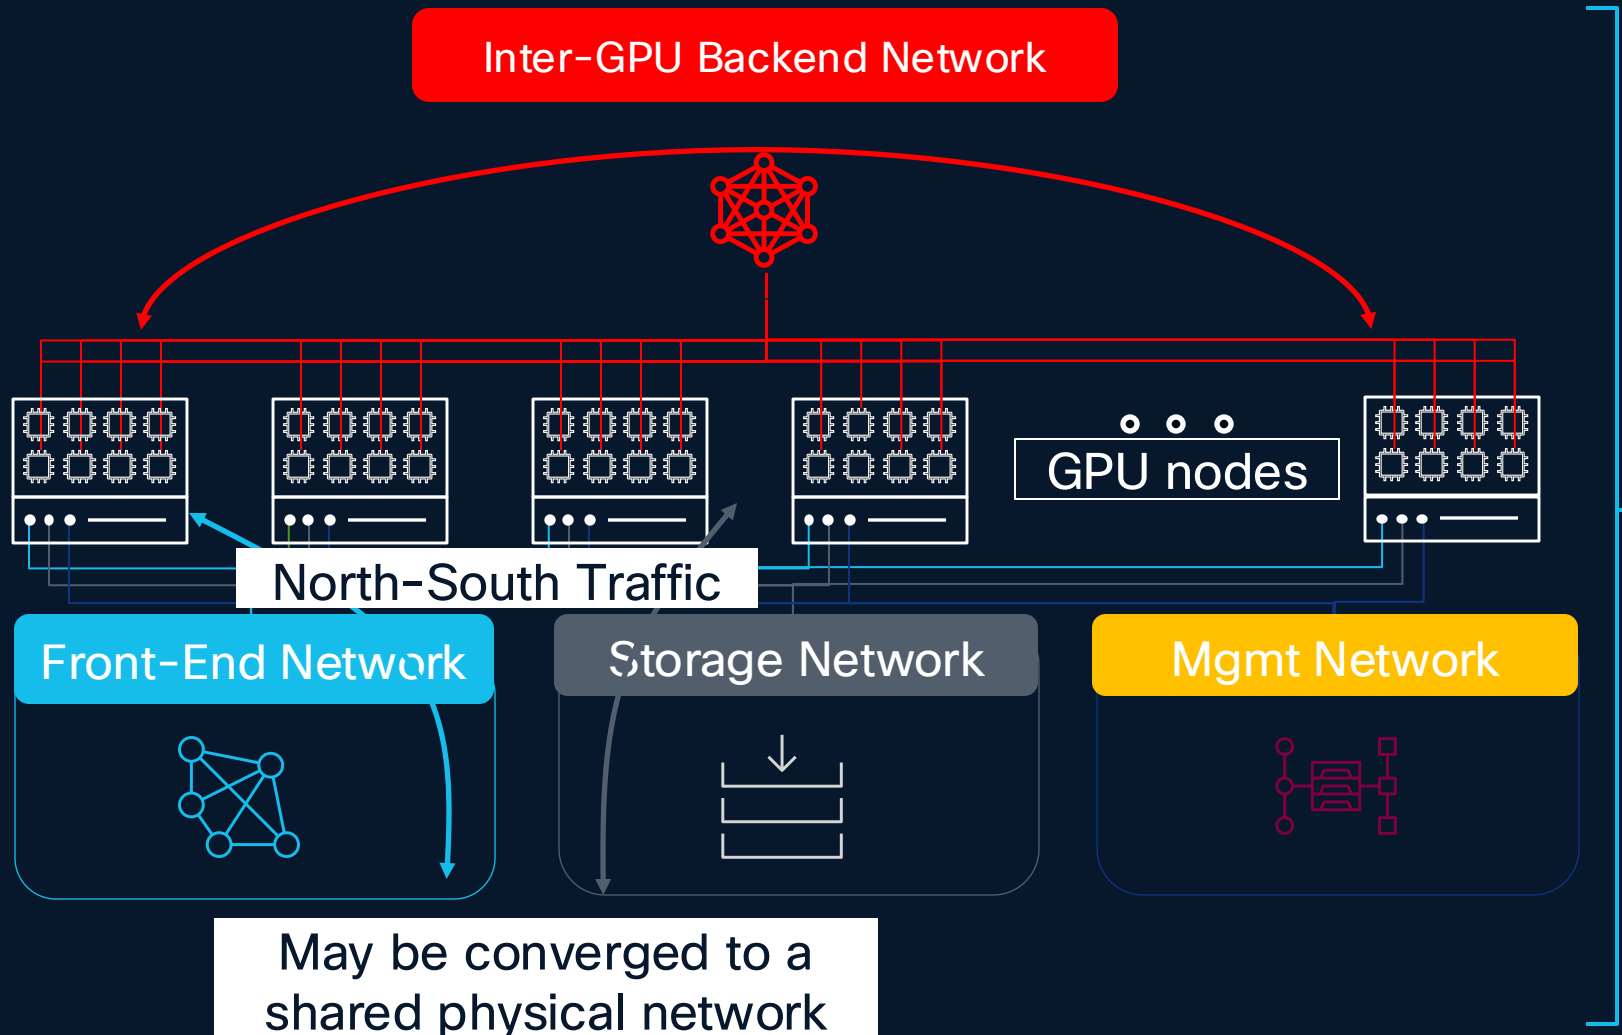 Inter-GPU Backend Network
GPU nodes
North-South Traffic
Front-End Network
Storage Network
Mgmt Network
May be converged to a
shared physical network